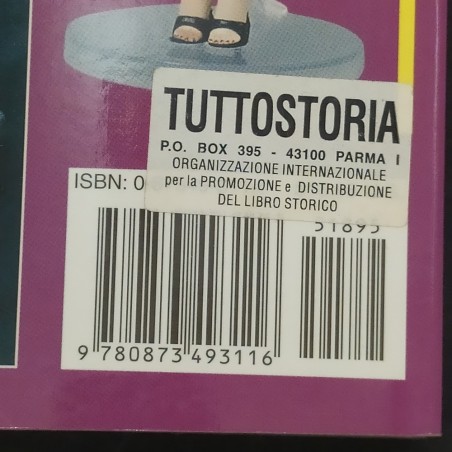 TUTTOSTORIA
P.O. BOX 395 - 43100 PARMA I
ORGANIZZAZIONE INTERNAZIONALE
per la PROMOZIONE e DISTRIBUZIONE
DEL LIBRO STORICO
ISBN: 0
51895
9 780873 493116